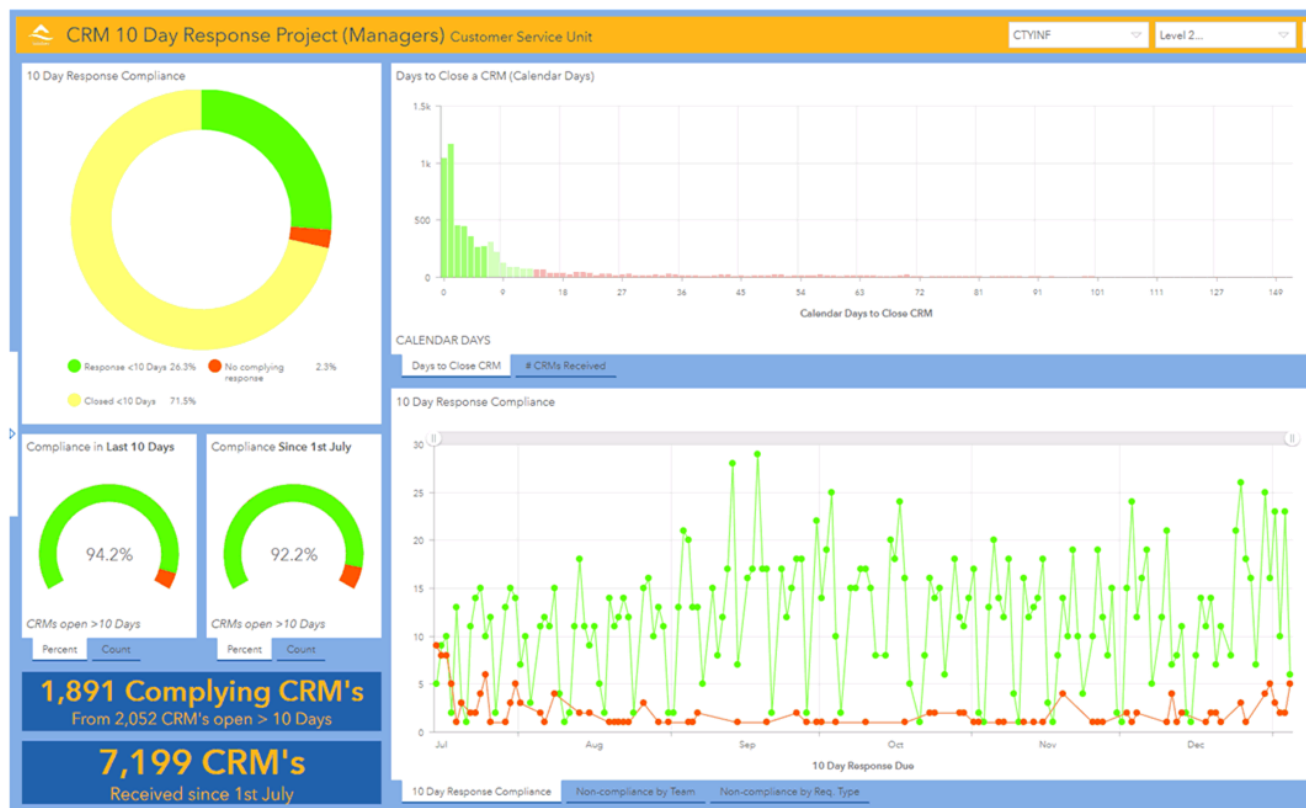 CRM 10 Day Response Project (Managers) Customer Service Unit
CTYINF
Level 2...
10 Day Response Compliance
Response <10 Days 26.3%
No complying response 2.3%
Closed <10 Days 71.5%
Days to Close a CRM (Calendar Days)
1.5k
1k
500
0
0 9 18 27 36 45 54 63 72 81 91 101 111 127 149
Calendar Days to Close CRM
CALENDAR DAYS
Days to Close CRM
# CRMs Received
Compliance in Last 10 Days
94.2%
CRMs open >10 Days
Percent
Count
Compliance Since 1st July
92.2%
CRMs open >10 Days
Percent
Count
1,891 Complying CRM's
From 2,052 CRM's open > 10 Days
7,199 CRM's
Received since 1st July
10 Day Response Compliance
30
25
20
15
10
5
0
Jul Aug Sep Oct Nov Dec
10 Day Response Due
10 Day Response Compliance
Non-compliance by Team
Non-compliance by Req. Type